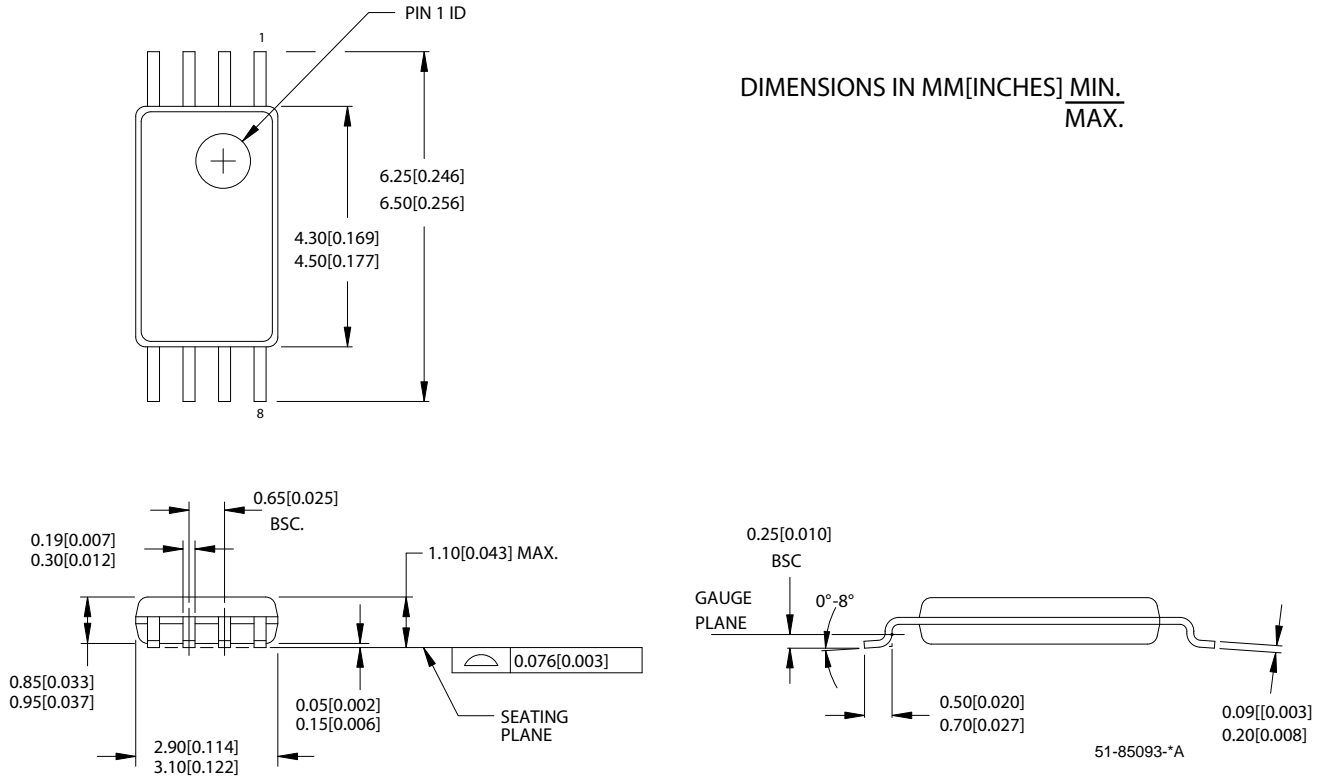 PIN 1 ID
1
DIMENSIONS IN MM[INCHES] MIN.
MAX.
6.25[0.246]
6.50[0.256]
4.30[0.169]
4.50[0.177]
8
0.65[0.025]
BSC.
0.19[0.007]
0.30[0.012]
1.10[0.043] MAX.
0.076[0.003]
0.85[0.033]
0.95[0.037]
0.05[0.002]
0.15[0.006]
SEATING
PLANE
2.90[0.114]
3.10[0.122]
0.25[0.010]
BSC
GAUGE
PLANE
0°-8°
0.50[0.020]
0.70[0.027]
0.09[[0.003]
0.20[0.008]
51-85093-*A